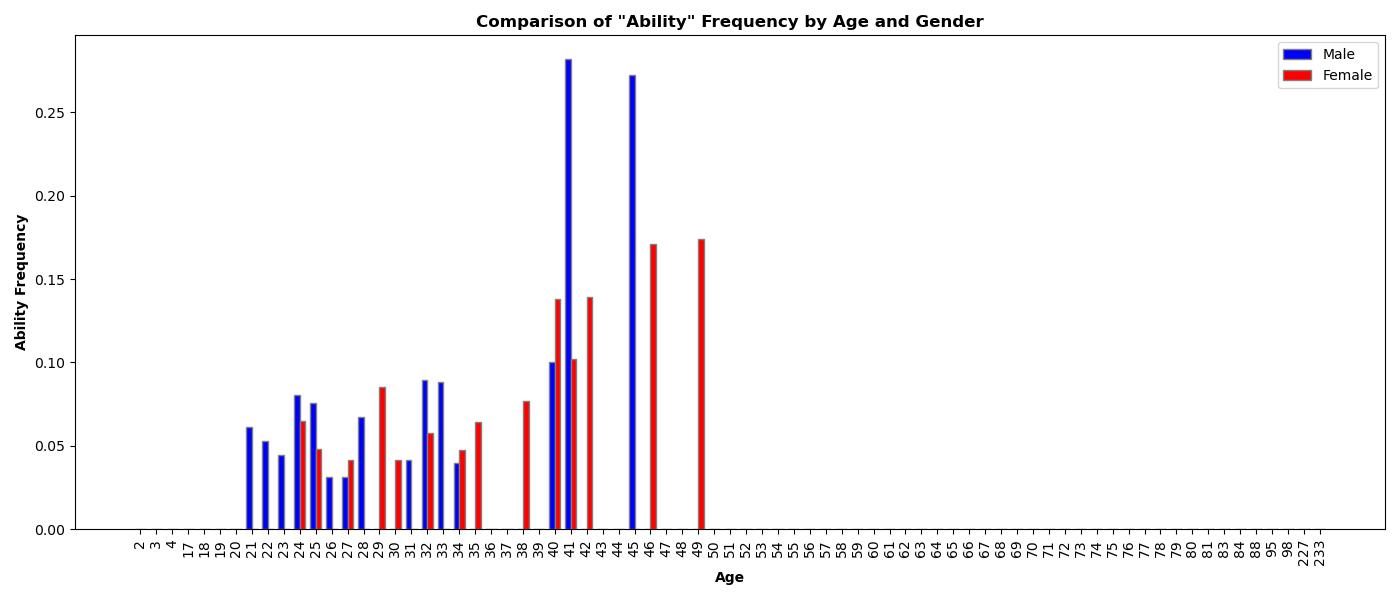 Comparison of "Ability" Frequency by Age and Gender
Male
Female
Ability Frequency
0.25
0.20
0.15
0.10
0.05
0.00
2 3 4 17 18 19 20 21 22 23 24 25 26 27 28 29 30 31 32 33 34 35 36 37 38 39 40 41 42 43 44 45 46 47 48 49 50 51 52 53 54 55 56 57 58 59 60 61 62 63 64 65 66 67 68 69 70 71 72 73 74 75 76 77 78 79 80 81 83 84 88 95 98 227 233
Age